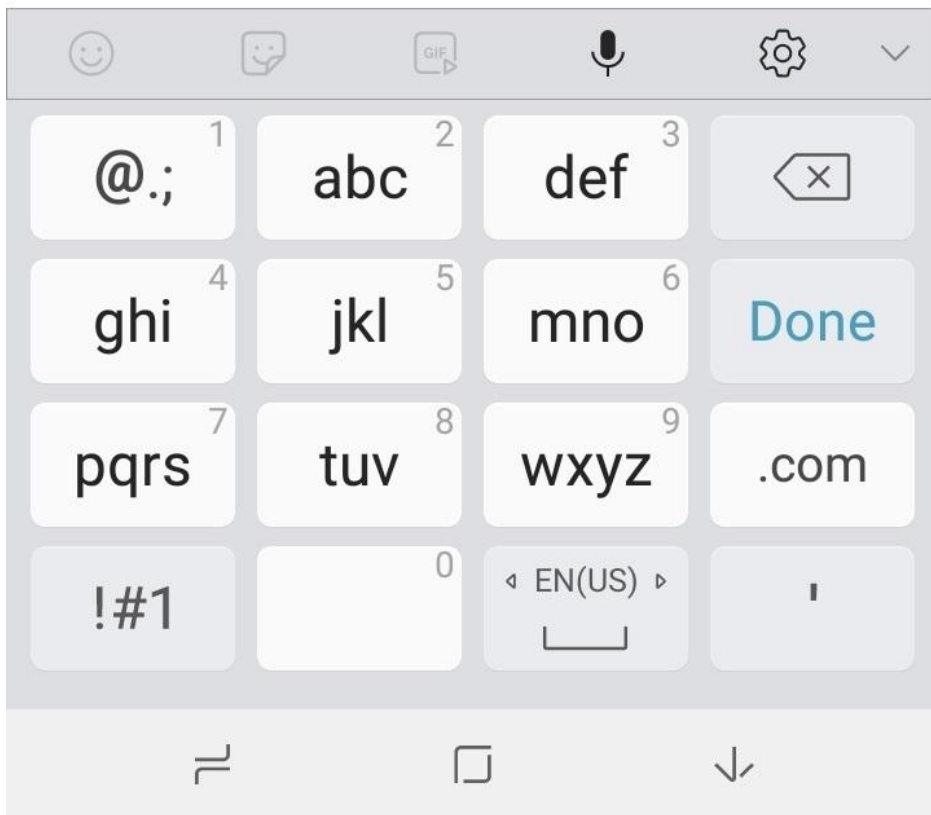 GIF
@.; 1 abc 2 def 3
ghi 4 jkl 5 mno 6 Done
pqrs 7 tuv 8 wxyz 9 .com
!#1 0 EN(US) '